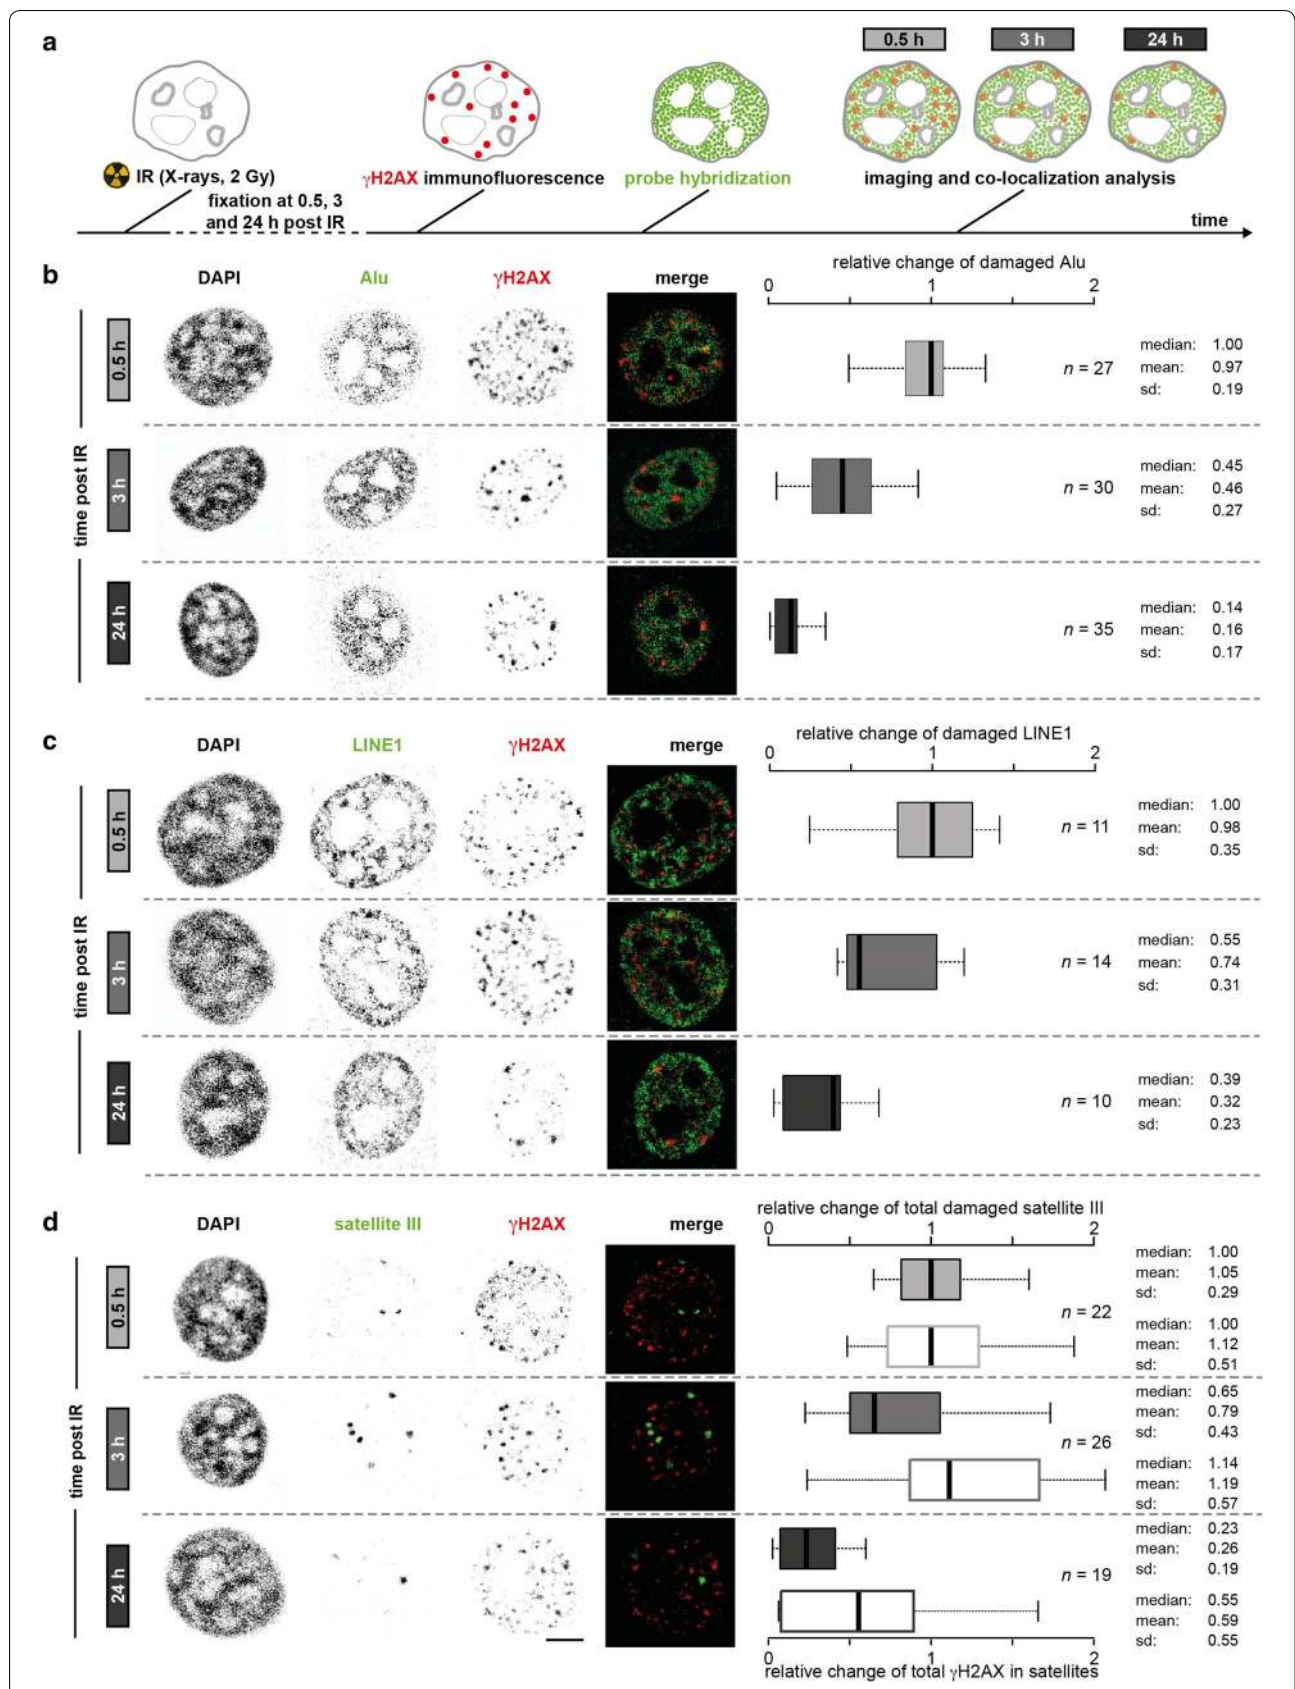 a
0.5 h 3 h 24 h
IR (X-rays, 2 Gy) γH2AX immunofluorescence probe hybridization imaging and co-localization analysis
fixation at 0.5, 3
and 24 h post IR
time
b
relative change of damaged Alu
DAPI Alu γH2AX merge
0 1 2
time post IR
0.5 h
n = 27
median: 1.00
mean: 0.97
sd: 0.19
3 h
n = 30
median: 0.45
mean: 0.46
sd: 0.27
24 h
n = 35
median: 0.14
mean: 0.16
sd: 0.17
c
relative change of damaged LINE1
DAPI LINE1 γH2AX merge
0 1 2
time post IR
0.5 h
n = 11
median: 1.00
mean: 0.98
sd: 0.35
3 h
n = 14
median: 0.55
mean: 0.74
sd: 0.31
24 h
n = 10
median: 0.39
mean: 0.32
sd: 0.23
d
relative change of total damaged satellite III
DAPI satellite III γH2AX merge
0 1 2
time post IR
0.5 h
median: 1.00
mean: 1.05
sd: 0.29
n = 22
median: 1.00
mean: 1.12
sd: 0.51
3 h
median: 0.65
mean: 0.79
sd: 0.43
n = 26
median: 1.14
mean: 1.19
sd: 0.57
24 h
median: 0.23
mean: 0.26
sd: 0.19
n = 19
median: 0.55
mean: 0.59
sd: 0.55
0 1 2
relative change of total γH2AX in satellites